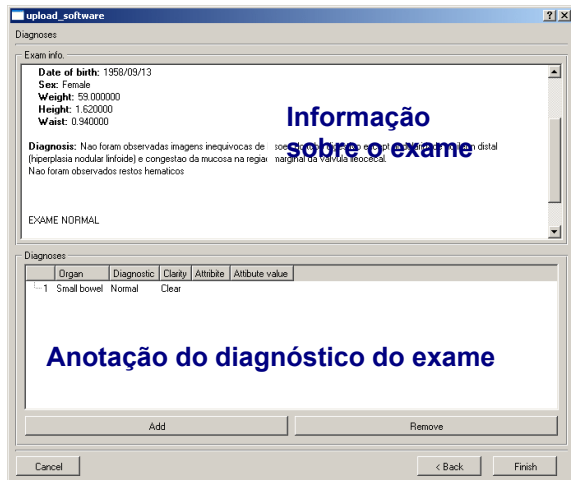 upload_software
Diagnoses
Exam info.
Date of birth: 1958/09/13
Sex: Female
Weight: 59.000000
Height: 1.620000
Waist: 0.940000
Informação
sobre o exame
Diagnosis: Nao foram observadas imagens inequivocas de distal
(hiperplasia nodular linfoide) e congestao da mucosa na regiao marginal da valvula ileocecal.
Nao foram observados restos hematicos
EXAME NORMAL
Diagnoses
Organ Diagnostic Clarity Attribite Attibute value
1 Small bowel Normal Clear
Anotação do diagnóstico do exame
Add Remove
Cancel < Back Finish